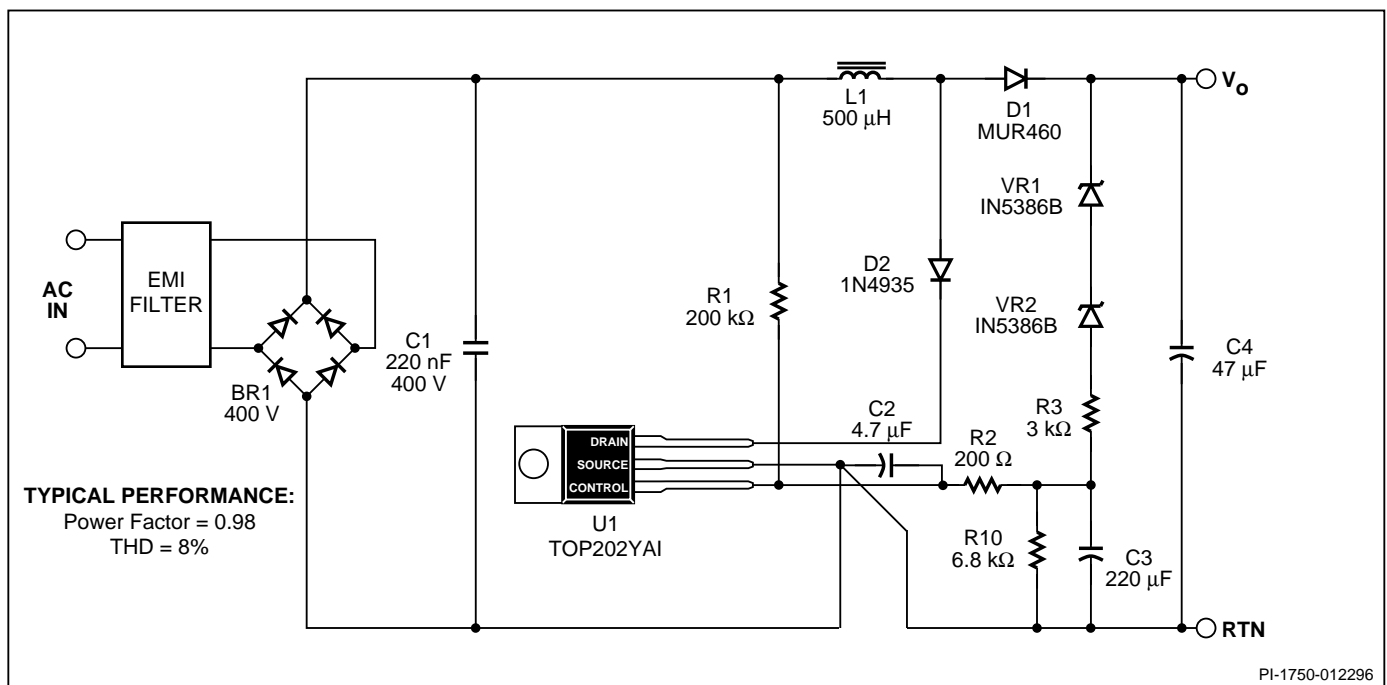 V_O
L1
500 µH
D1
MUR460
VR1
IN5386B
D2
1N4935
R1
200 kΩ
VR2
IN5386B
AC
IN
EMI
FILTER
C1
220 nF
400 V
BR1
400 V
C4
47 µF
C2
4.7 µF
R3
3 kΩ
DRAIN
SOURCE
CONTROL
R2
200 Ω
TYPICAL PERFORMANCE:
Power Factor = 0.98
THD = 8%
U1
TOP202YAI
R10
6.8 kΩ
C3
220 µF
RTN
PI-1750-012296